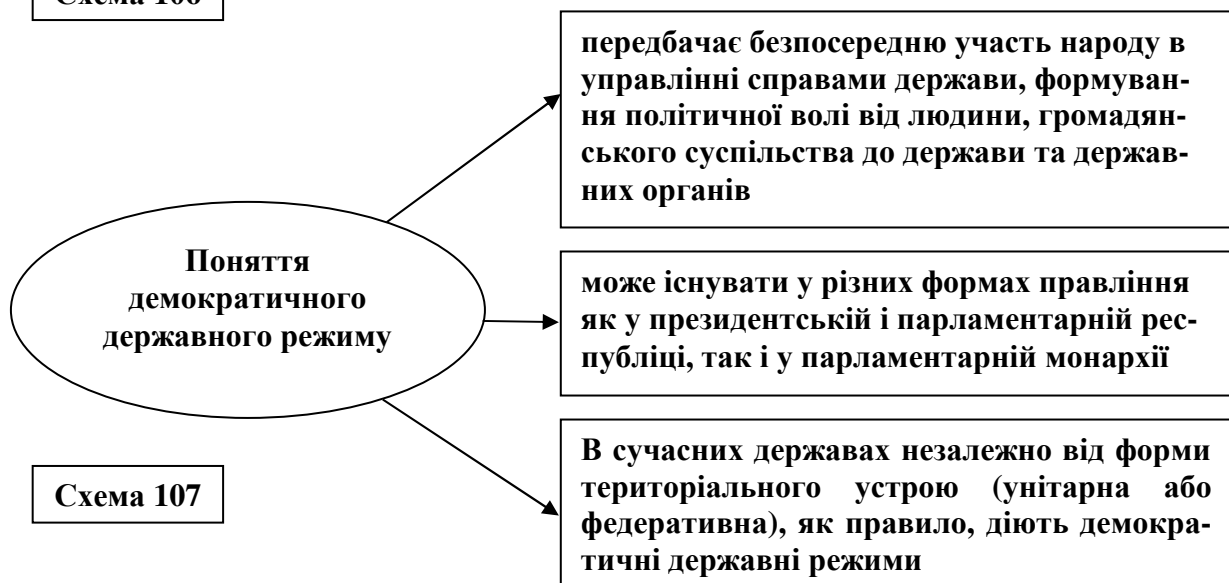 Схема 106
передбачає безпосередню участь народу в
управлінні справами держави, формуван-
ня політичної волі від людини, громадян-
ського суспільства до держави та держав-
них органів
Поняття
демократичного
державного режиму
може існувати у різних формах правління
як у президентській і парламентарній рес-
публіці, так і у парламентарній монархії
В сучасних державах незалежно від форми
територіального устрою (унітарна або
федеративна), як правило, діють демокра-
тичні державні режими
Схема 107